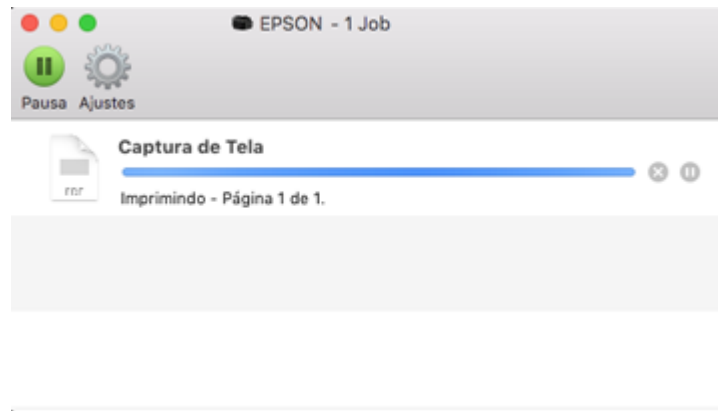 EPSON - 1 Job
Pausa Ajustes
Captura de Tela
Imprimindo - Página 1 de 1.